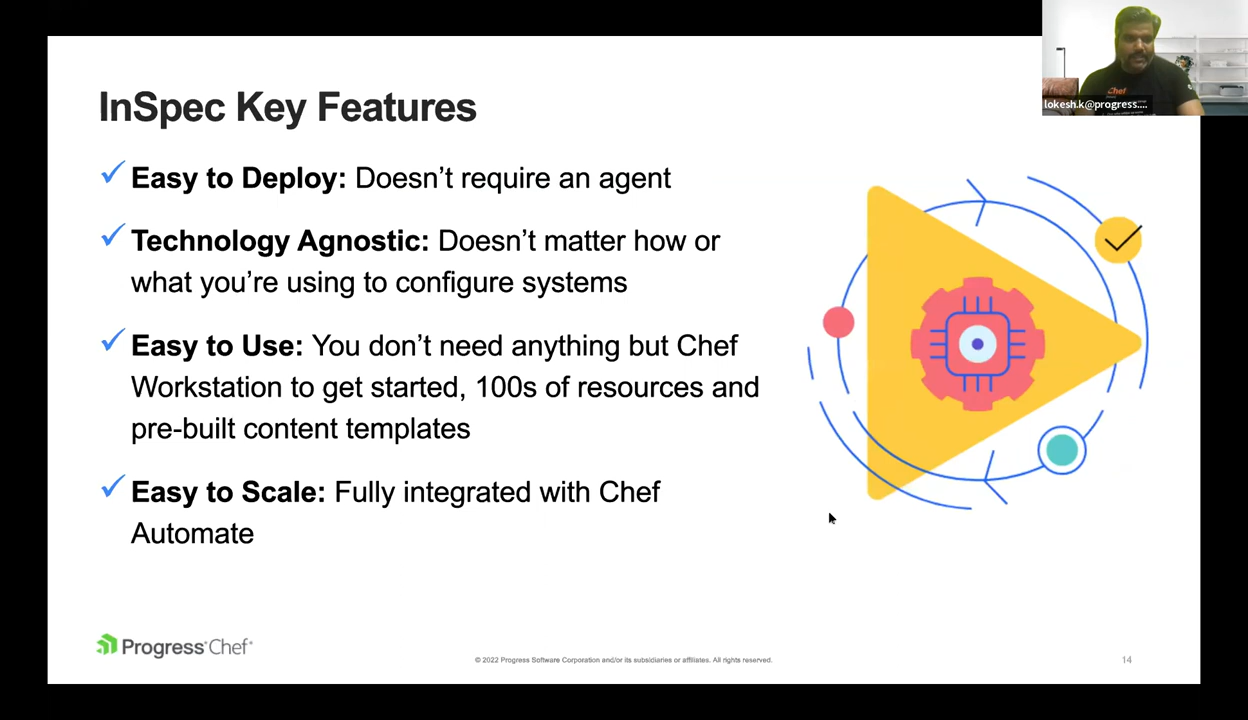 InSpec Key Features
Easy to Deploy: Doesn't require an agent
Technology Agnostic: Doesn't matter how or
what you're using to configure systems
Easy to Use: You don't need anything but Chef
Workstation to get started, 100s of resources and
pre-built content templates
Easy to Scale: Fully integrated with Chef
Automate
Progress® Chef®
© 2022 Progress Software Corporation and/or its subsidiaries or affiliates. All rights reserved.
14
Chef
lokesh.k@progress....